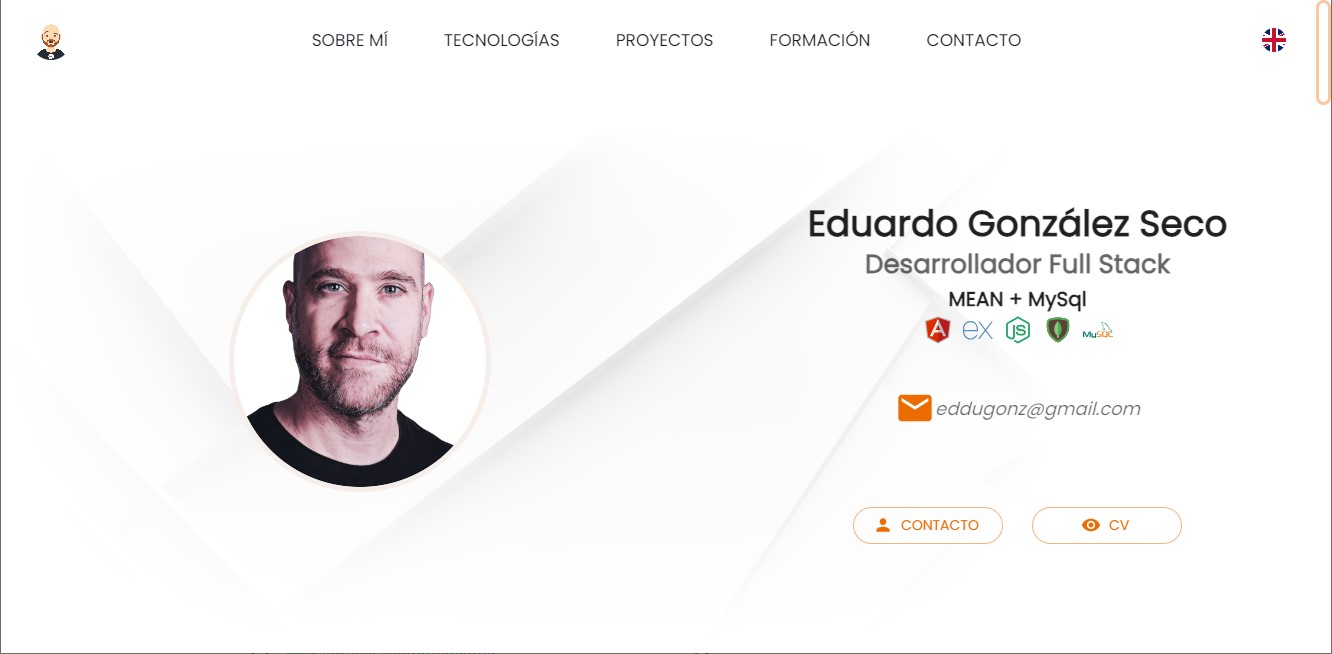 SOBRE MÍ TECNOLOGÍAS PROYECTOS FORMACIÓN CONTACTO
Eduardo González Seco
Desarrollador Full Stack
MEAN + MySql
A ex JS MySQL
eddugonz@gmail.com
CONTACTO CV